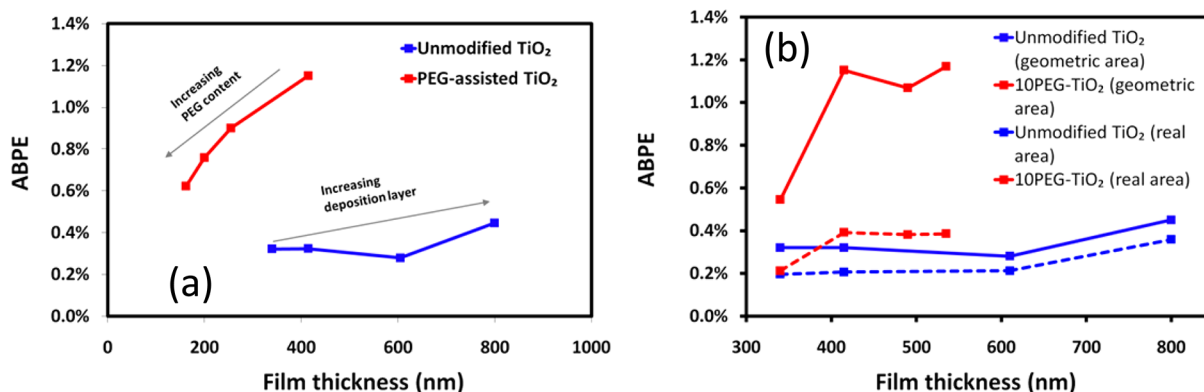 1.4%
1.2%
1.0%
0.8%
0.6%
0.4%
0.2%
0.0%
ABPE
Unmodified TiO₂
PEG-assisted TiO₂
Increasing
PEG content
Increasing
deposition layer
(a)
0
200
400
600
800
1000
Film thickness (nm)
1.4%
1.2%
1.0%
0.8%
0.6%
0.4%
0.2%
0.0%
ABPE
(b)
Unmodified TiO₂
(geometric area)
10PEG-TiO₂ (geometric
area)
Unmodified TiO₂ (real
area)
10PEG-TiO₂ (real area)
300
400
500
600
700
800
Film thickness (nm)